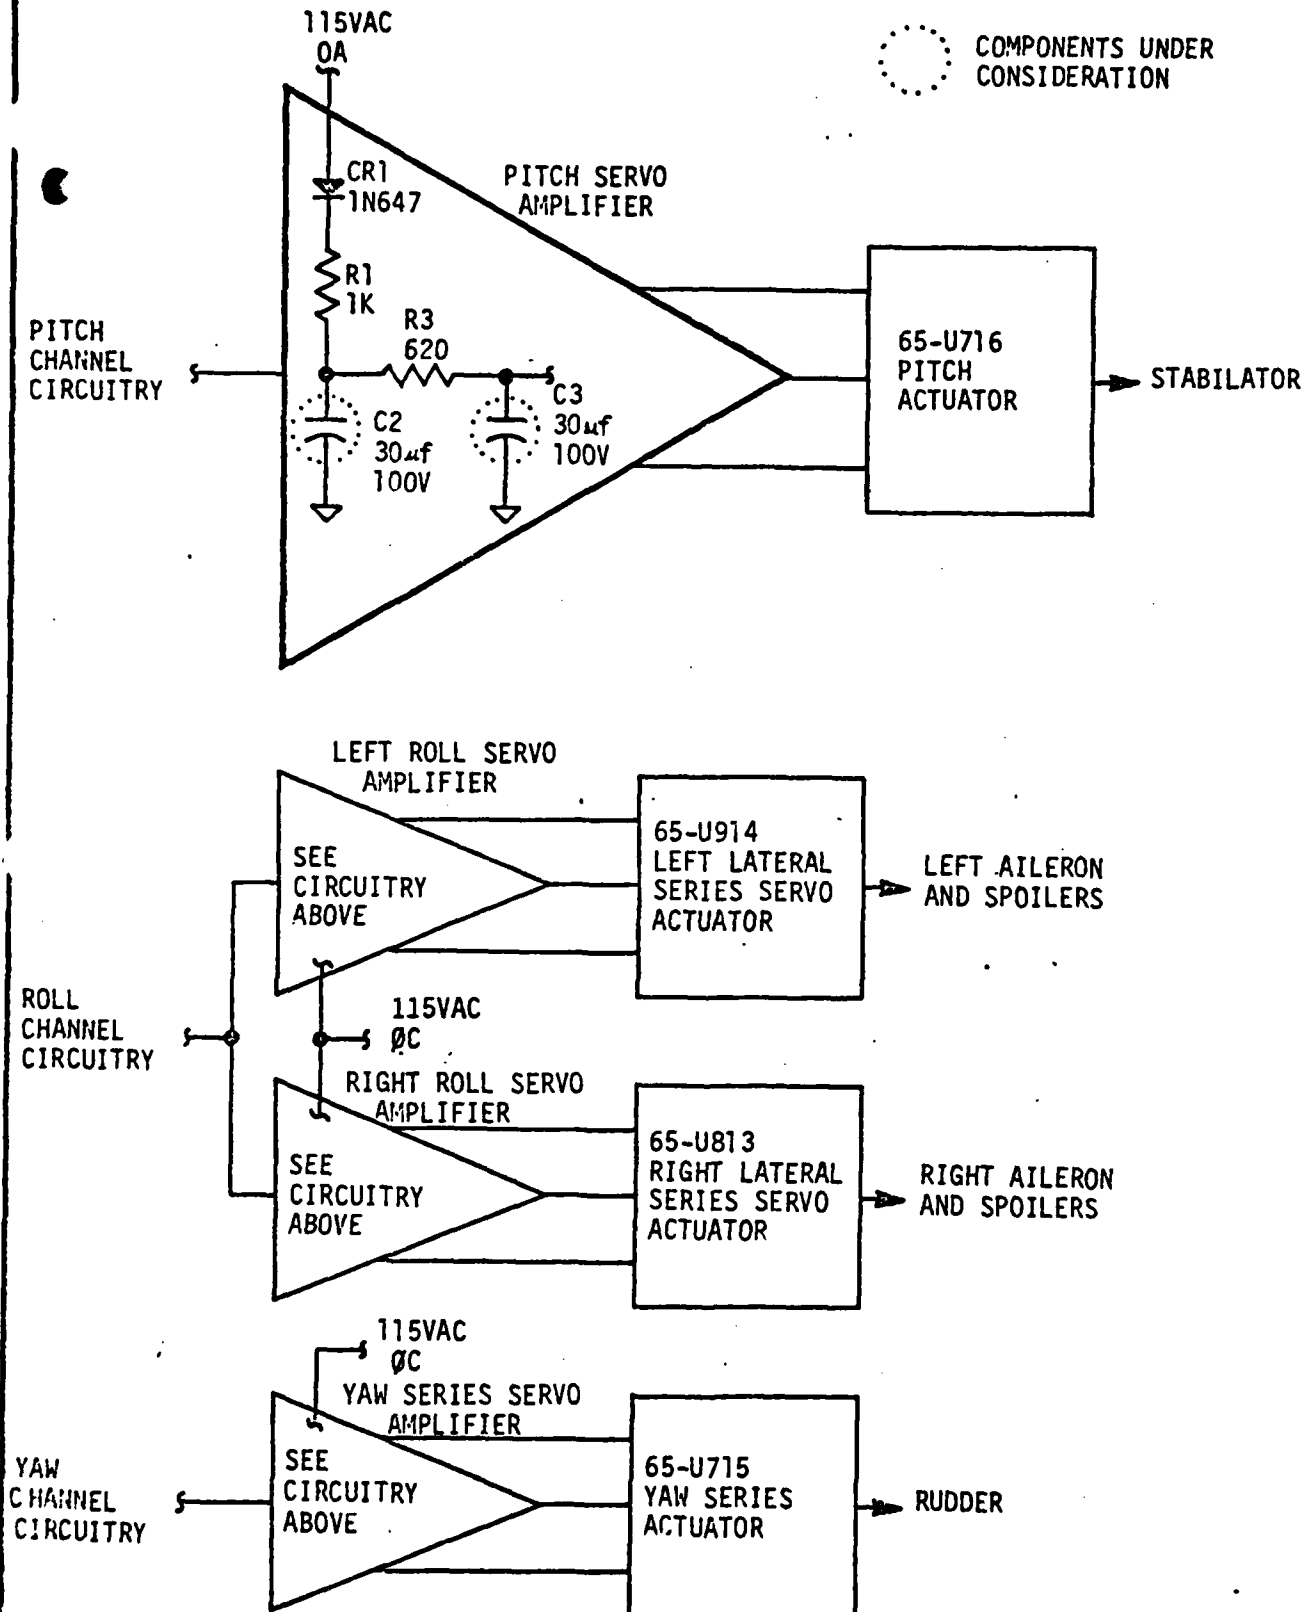 115VAC
0A
COMPONENTS UNDER
CONSIDERATION
CR1
1N647
PITCH SERVO
AMPLIFIER
R1
1K
R3
620
PITCH
CHANNEL
CIRCUITRY
C2
30µf
100V
C3
30µf
100V
65-U716
PITCH
ACTUATOR
STABILATOR
LEFT ROLL SERVO
AMPLIFIER
SEE
CIRCUITRY
ABOVE
65-U914
LEFT LATERAL
SERIES SERVO
ACTUATOR
LEFT AILERON
AND SPOILERS
ROLL
CHANNEL
CIRCUITRY
115VAC
ØC
RIGHT ROLL SERVO
AMPLIFIER
SEE
CIRCUITRY
ABOVE
65-U813
RIGHT LATERAL
SERIES SERVO
ACTUATOR
RIGHT AILERON
AND SPOILERS
115VAC
ØC
YAW SERIES SERVO
AMPLIFIER
YAW
CHANNEL
CIRCUITRY
SEE
CIRCUITRY
ABOVE
65-U715
YAW SERIES
ACTUATOR
RUDDER